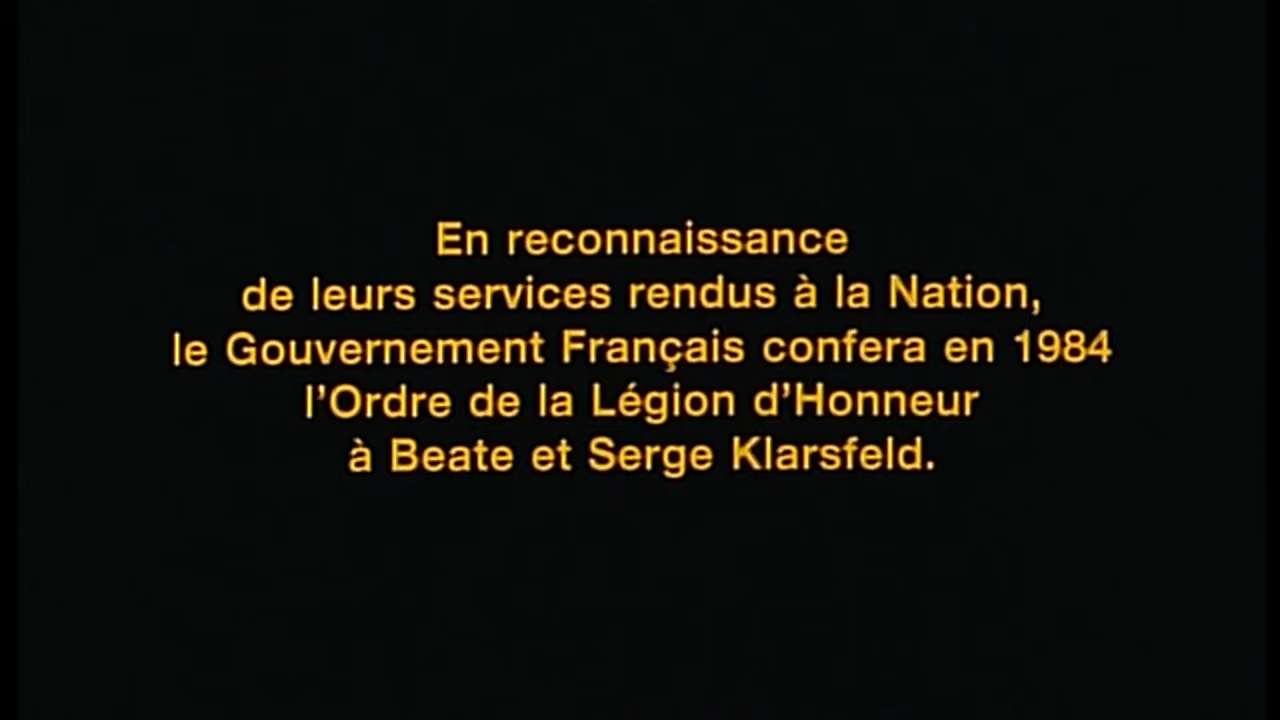 En reconnaissance
de leurs services rendus à la Nation,
le Gouvernement Français confera en 1984
l’Ordre de la Légion d’Honneur
à Beate et Serge Klarsfeld.